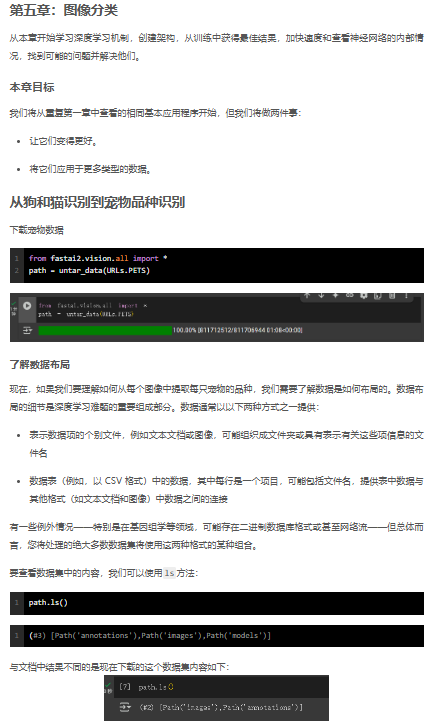 第五章：图像分类
从本章开始学习深度学习机制，创建架构，从训练中获得最佳结果，加快速度和查看神经网络的内部情
况，找到可能的问题并解决他们。
本章目标
我们将从重复第一章中查看的相同基本应用程序开始，但我们将做两件事：
• 让它们变得更好。
• 将它们应用于更多类型的数据。
从狗和猫识别到宠物品种识别
下载宠物数据
1 from fastai2.vision.all import *
2 path = untar_data(URLs.PETS)
from fastai.vision.all import *
path = untar_data(URLs.PETS)
100.00% [811712512/811706944 01:08<00:00]
了解数据布局
现在，如果我们要理解如何从每个图像中提取每只宠物的品种，我们需要了解数据是如何布局的。数据布
局的细节是深度学习难题的重要组成部分。数据通常以以下两种方式之一提供：
• 表示数据项的个别文件，例如文本文档或图像，可能组织成文件夹或具有表示有关这些项信息的文
件名
• 数据表（例如，以 CSV 格式）中的数据，其中每行是一个项目，可能包括文件名，提供表中数据与
其他格式（如文本文档和图像）中数据之间的连接
有一些例外情况——特别是在基因组学等领域，可能存在二进制数据库格式或甚至网络流——但总体而
言，您将处理的绝大多数数据集将使用这两种格式的某种组合。
要查看数据集中的内容，我们可以使用 ls 方法：
1 path.ls()
1 (#3) [Path('annotations'),Path('images'),Path('models')]
与文档中结果不同的是现在下载的这个数据集内容如下：
[7] path.ls()
(#2) [Path('images'),Path('annotations')]